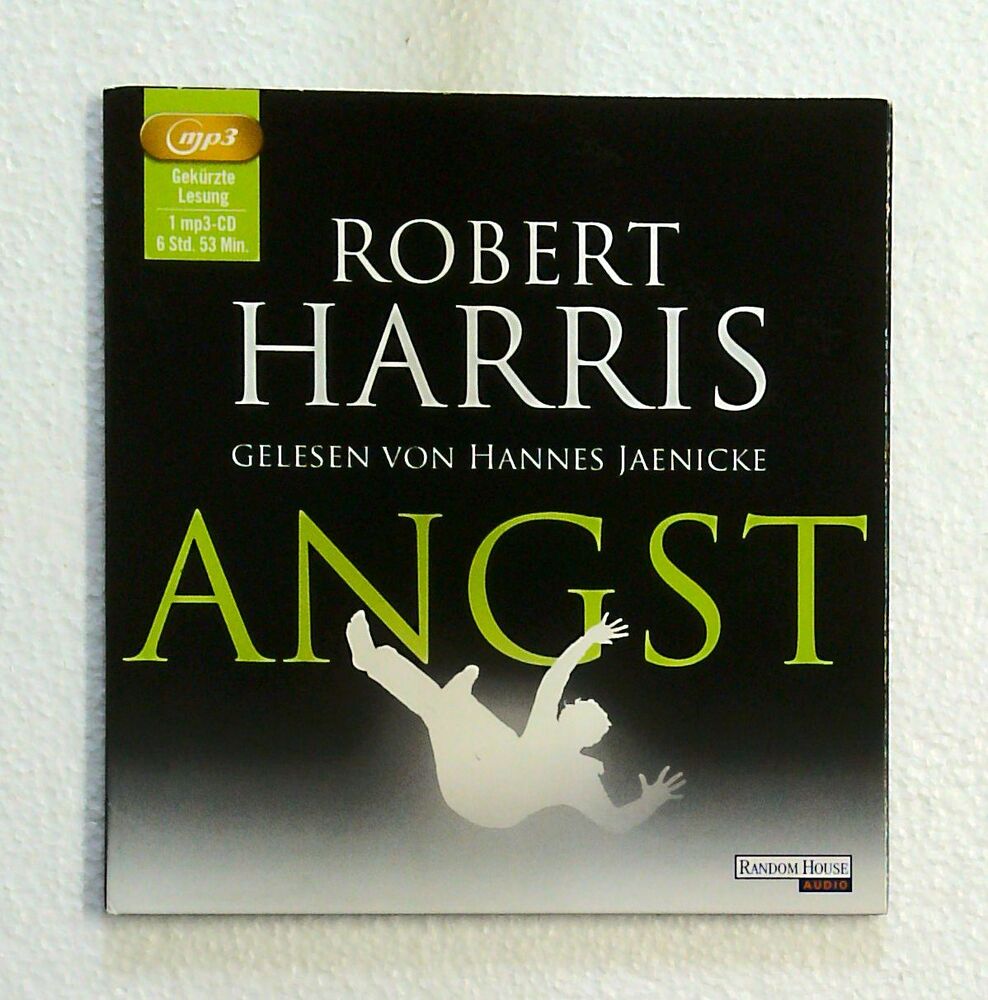 mp3
Gekürzte
Lesung
1 mp3-CD
6 Std. 53 Min.
ROBERT
HARRIS
GELESEN VON HANNES JAENICKE
ANGST
RANDOM HOUSE
AUDIO